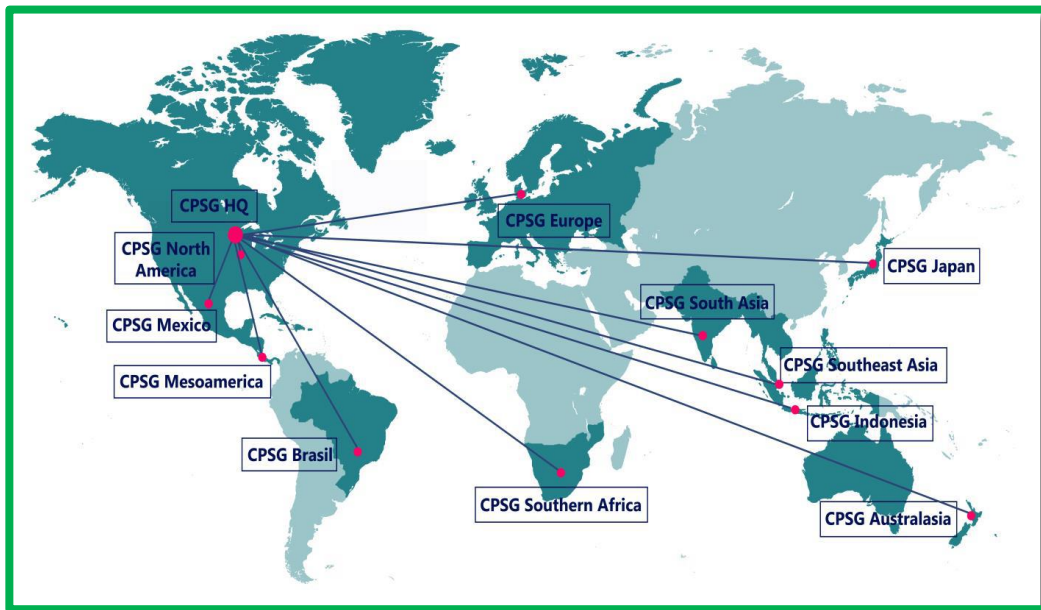 CPSG HQ
CPSG Europe
CPSG North
America
CPSG Japan
CPSG South Asia
CPSG Mexico
CPSG Southeast Asia
CPSG Mesoamerica
CPSG Indonesia
CPSG Brasil
CPSG Southern Africa
CPSG Australasia